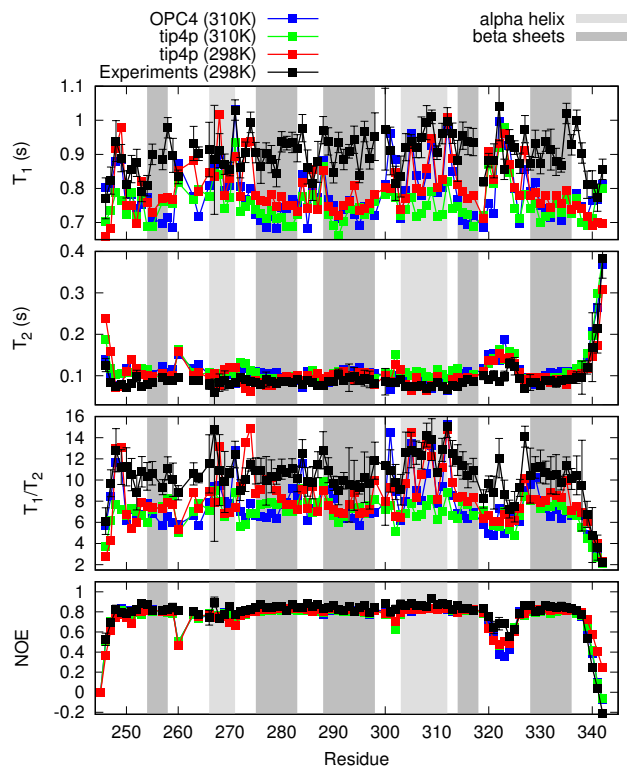 OPC4 (310K)
tip4p (310K)
tip4p (298K)
Experiments (298K)
alpha helix
beta sheets
T1 (s)
1.1
1
0.9
0.8
0.7
T2 (s)
0.4
0.3
0.2
0.1
T1/T2
16
14
12
10
8
6
4
2
NOE
0.8
0.6
0.4
0.2
0
-0.2
250 260 270 280 290 300 310 320 330 340
Residue